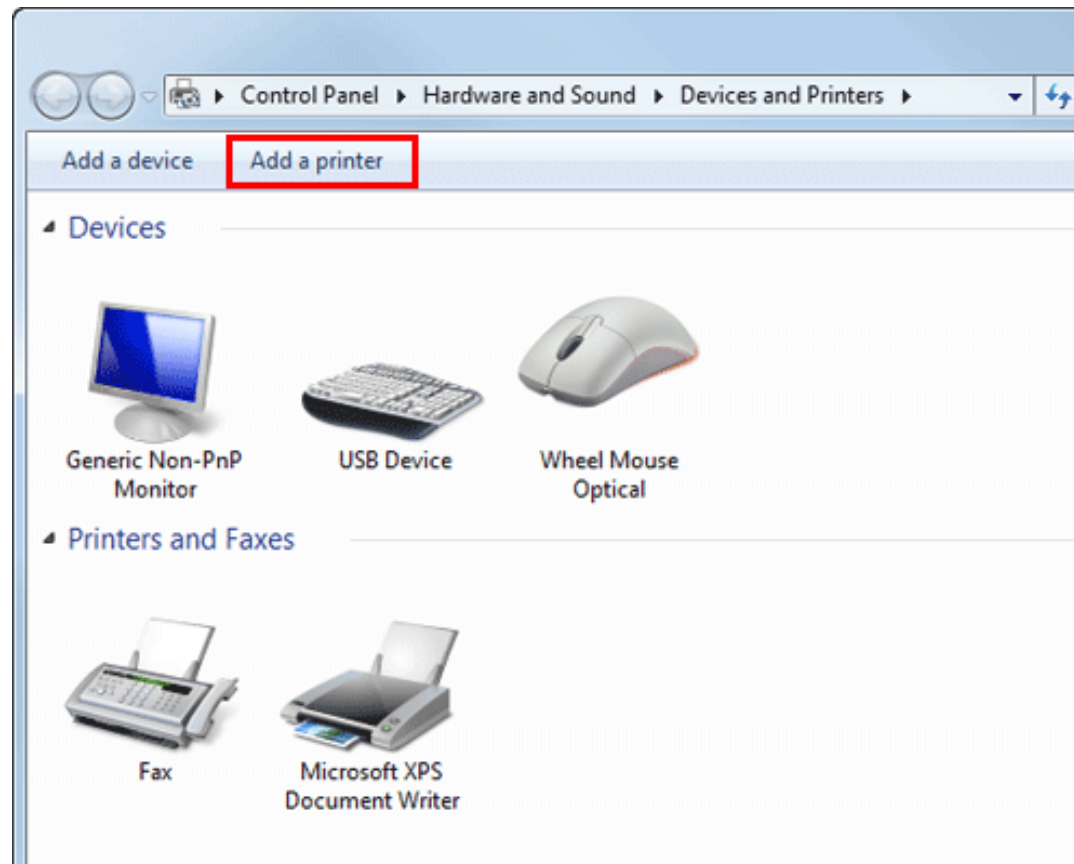 Control Panel Hardware and Sound Devices and Printers
Add a device Add a printer
Devices
Generic Non-PnP
Monitor
USB Device
Wheel Mouse
Optical
Printers and Faxes
Fax
Microsoft XPS
Document Writer